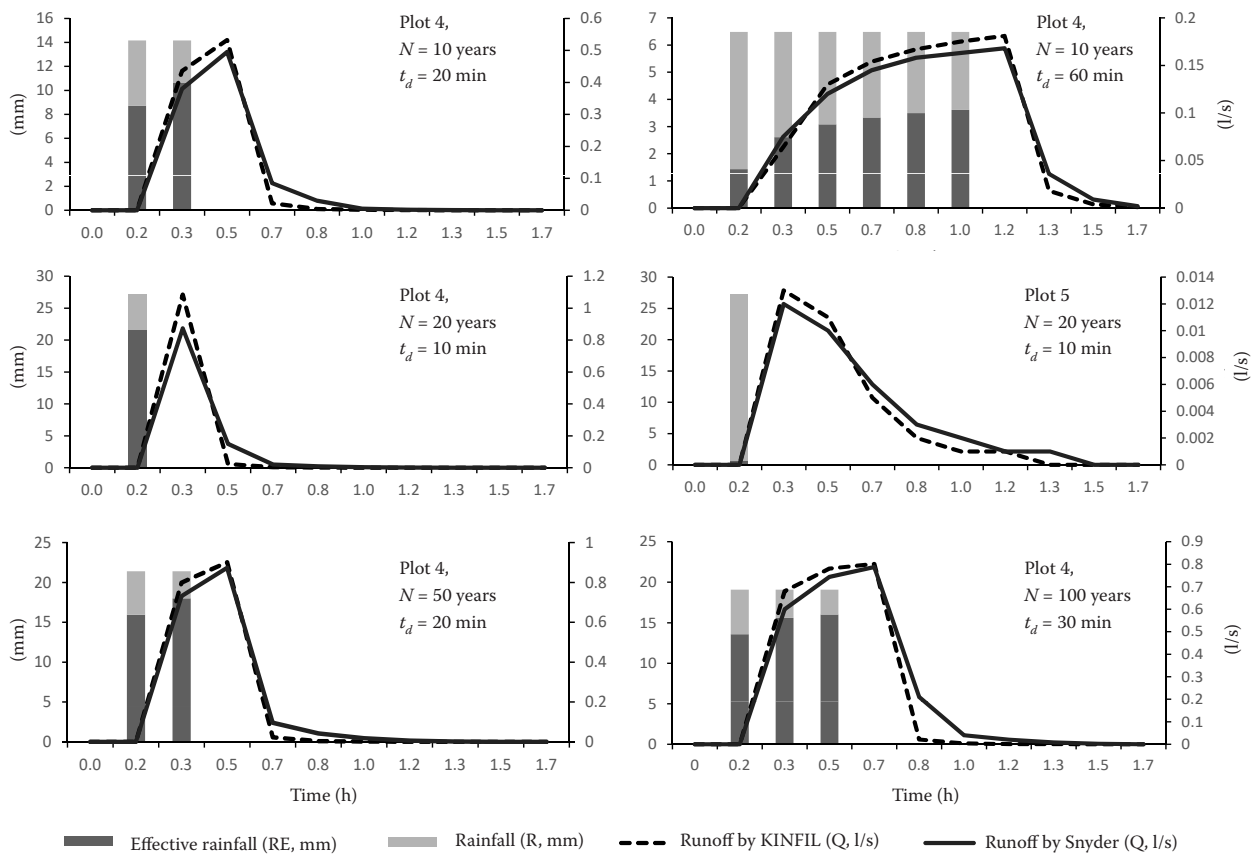 16
14
12
10
8
6
4
2
0
(mm)
0.6
0.5
0.4
0.3
0.2
0.1
0
Plot 4,
N = 10 years
t_d = 20 min
0.0 0.2 0.3 0.5 0.7 0.8 1.0 1.2 1.3 1.5 1.7
7
6
5
4
3
2
1
0
0.2
0.15
0.1
0.05
0
(l/s)
Plot 4,
N = 10 years
t_d = 60 min
0.0 0.2 0.3 0.5 0.7 0.8 1.0 1.2 1.3 1.5 1.7
30
25
20
15
10
5
0
(mm)
1.2
1
0.8
0.6
0.4
0.2
0
Plot 4,
N = 20 years
t_d = 10 min
0.0 0.2 0.3 0.5 0.7 0.8 1.0 1.2 1.3 1.5 1.7
30
25
20
15
10
5
0
0.014
0.012
0.010
0.008
0.006
0.004
0.002
0
(l/s)
Plot 5
N = 20 years
t_d = 10 min
0.0 0.2 0.3 0.5 0.7 0.8 1.0 1.2 1.3 1.5 1.7
25
20
15
10
5
0
(mm)
1
0.8
0.6
0.4
0.2
0
Plot 4,
N = 50 years
t_d = 20 min
0.0 0.2 0.3 0.5 0.7 0.8 1.0 1.2 1.3 1.5 1.7
Time (h)
25
20
15
10
5
0
0.9
0.8
0.7
0.6
0.5
0.4
0.3
0.2
0.1
0
(l/s)
Plot 4,
N = 100 years
t_d = 30 min
0 0.2 0.3 0.5 0.7 0.8 1.0 1.2 1.3 1.5 1.7
Time (h)
Effective rainfall (RE, mm) Rainfall (R, mm) Runoff by KINFIL (Q, l/s) Runoff by Snyder (Q, l/s)